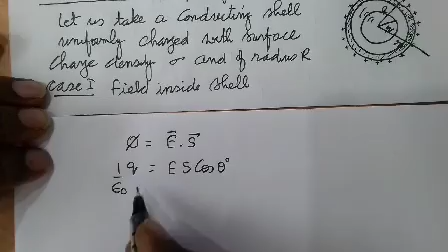 Let us take a Conducting shell
uniformly charged with surface
charge density σ and of radius R
Case I Field inside shell
∅ = E⃗ . S⃗
1/ε₀ q = E S Cos θ°